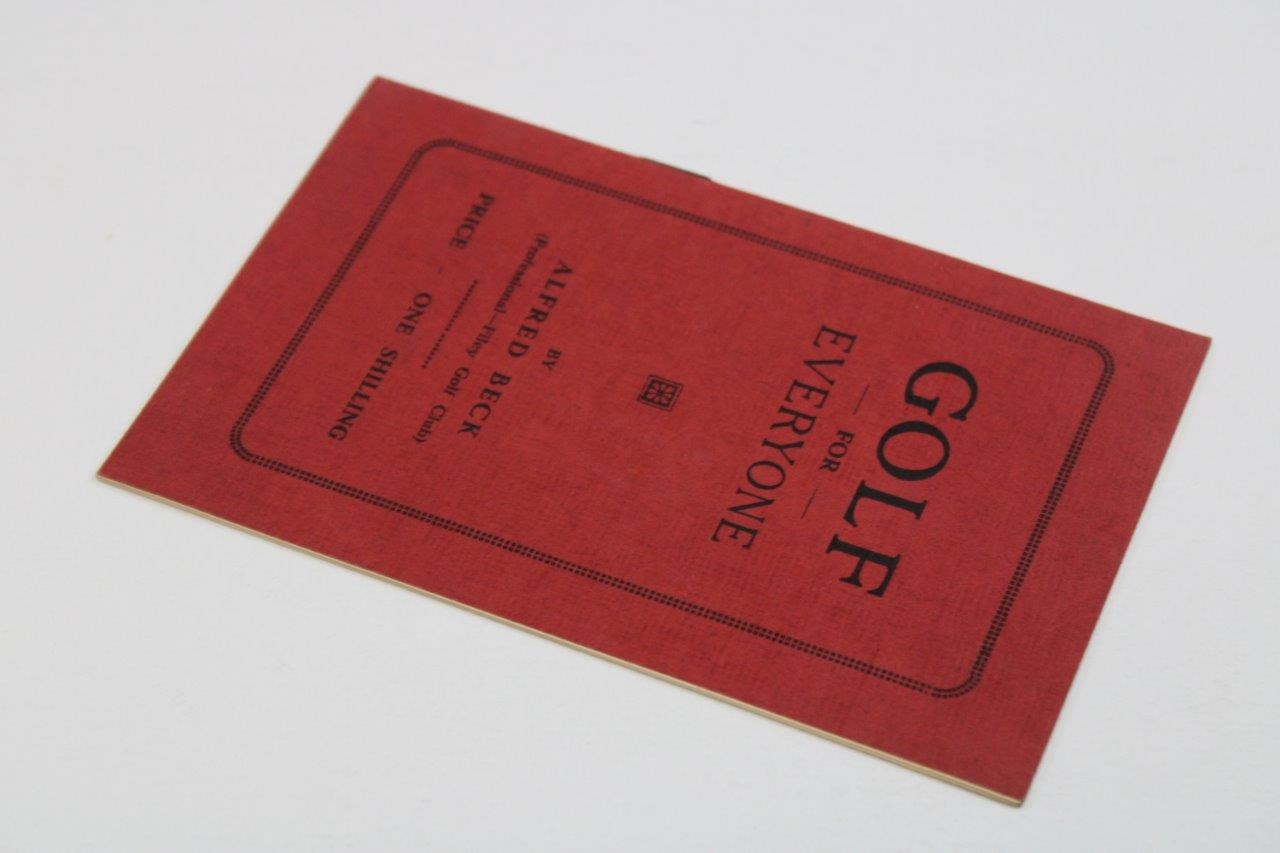 GOLF
FOR
EVERYONE
BY
ALFRED BECK
(Professional—Filey Golf Club)
PRICE ONE SHILLING